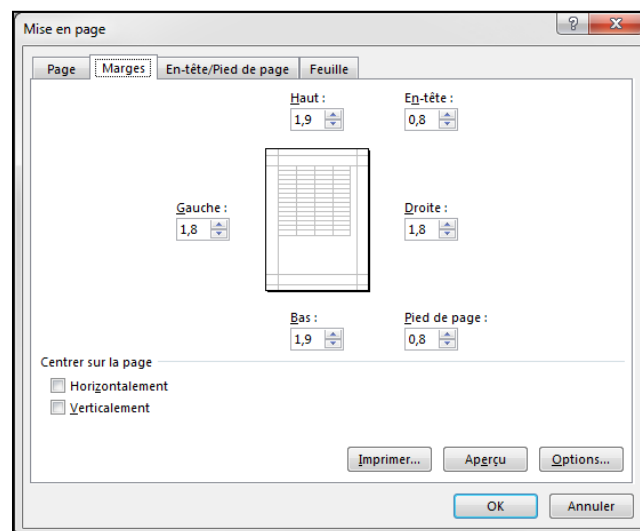 Mise en page
Page Marges En-tête/Pied de page Feuille
Haut : En-tête :
1,9 0,8
Gauche : Droite :
1,8 1,8
Bas : Pied de page :
1,9 0,8
Centrer sur la page
Horizontalement
Verticalement
Imprimer... Aperçu Options...
OK Annuler